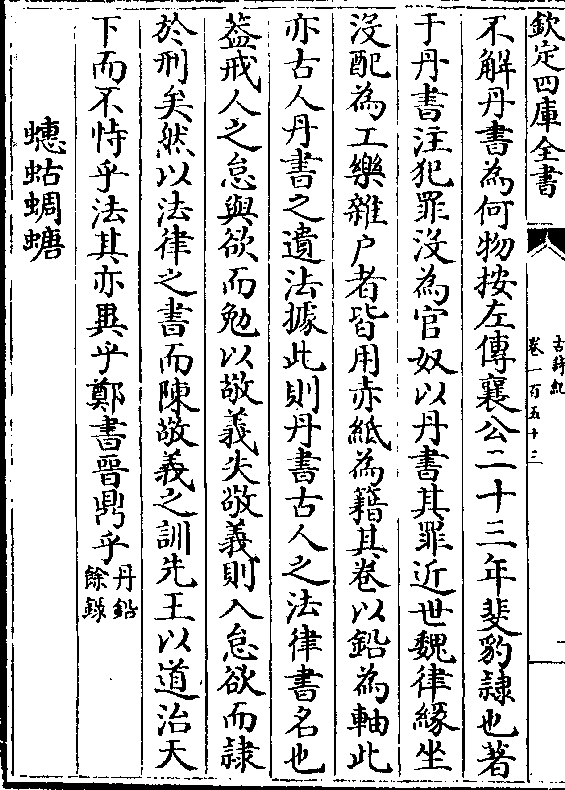 欽定四庫全書
古詩紀
卷一百五十三
不解丹書為何物按左傳襄公二十三年斐豹隷也著
于丹書注犯罪沒為官奴以丹書其罪近世魏律緣坐
沒配為工樂雜户者皆用赤紙為籍其卷以鉛為軸此
亦古人丹書之遺法據此則丹書古人之法律書名也
葢戒人之怠與欲而勉以敬義失敬義則入怠欲而隷
於刑矣然以法律之書而陳敬義之訓先王以道治天
下而不恃乎法其亦異乎鄭書晉鼎乎丹鉛餘録
蟪蛄蜩螗